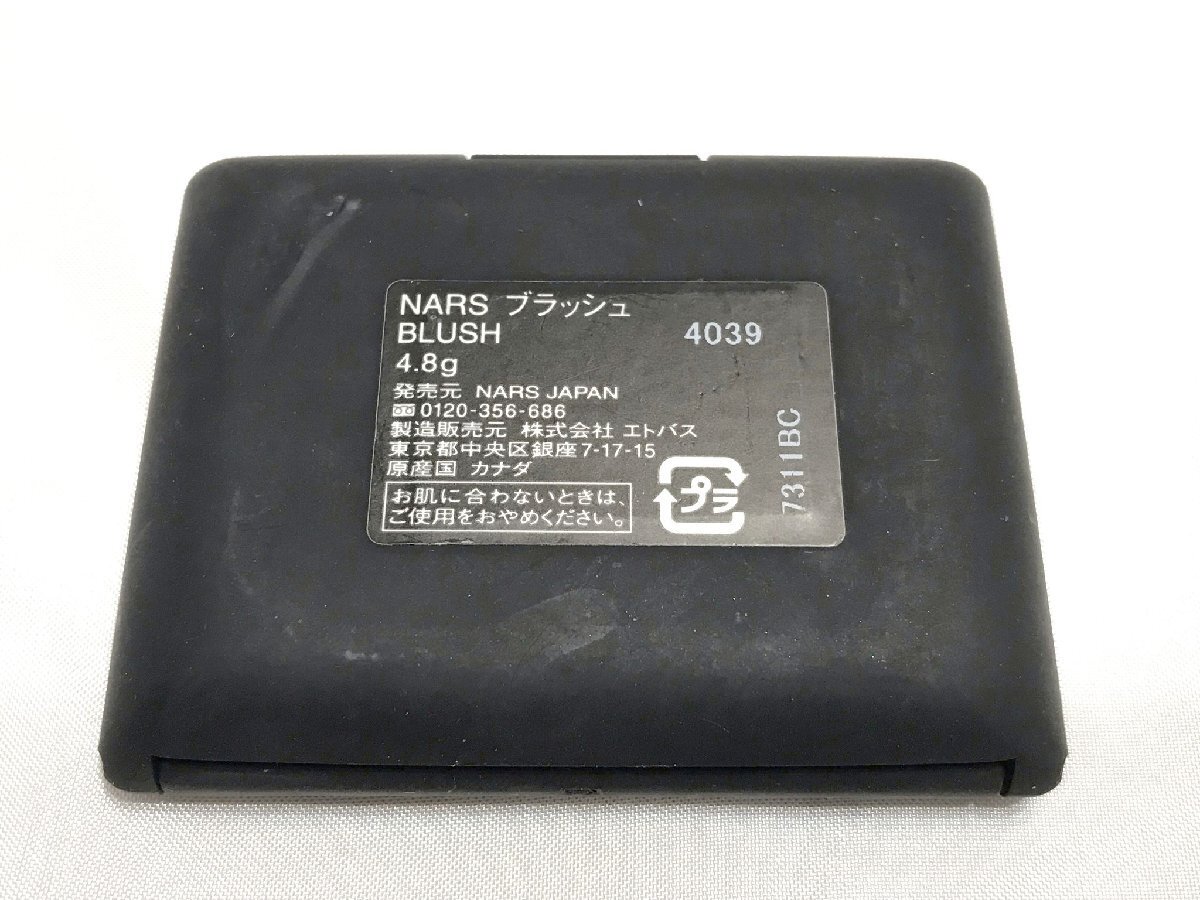 NARS ブラッシュ
BLUSH 4039
4.8g
発売元 NARS JAPAN
0120-356-686
製造販売元 株式会社 エトバス
東京都中央区銀座7-17-15
原産国 カナダ
お肌に合わないときは、
ご使用をおやめください。
プラ
7311BC